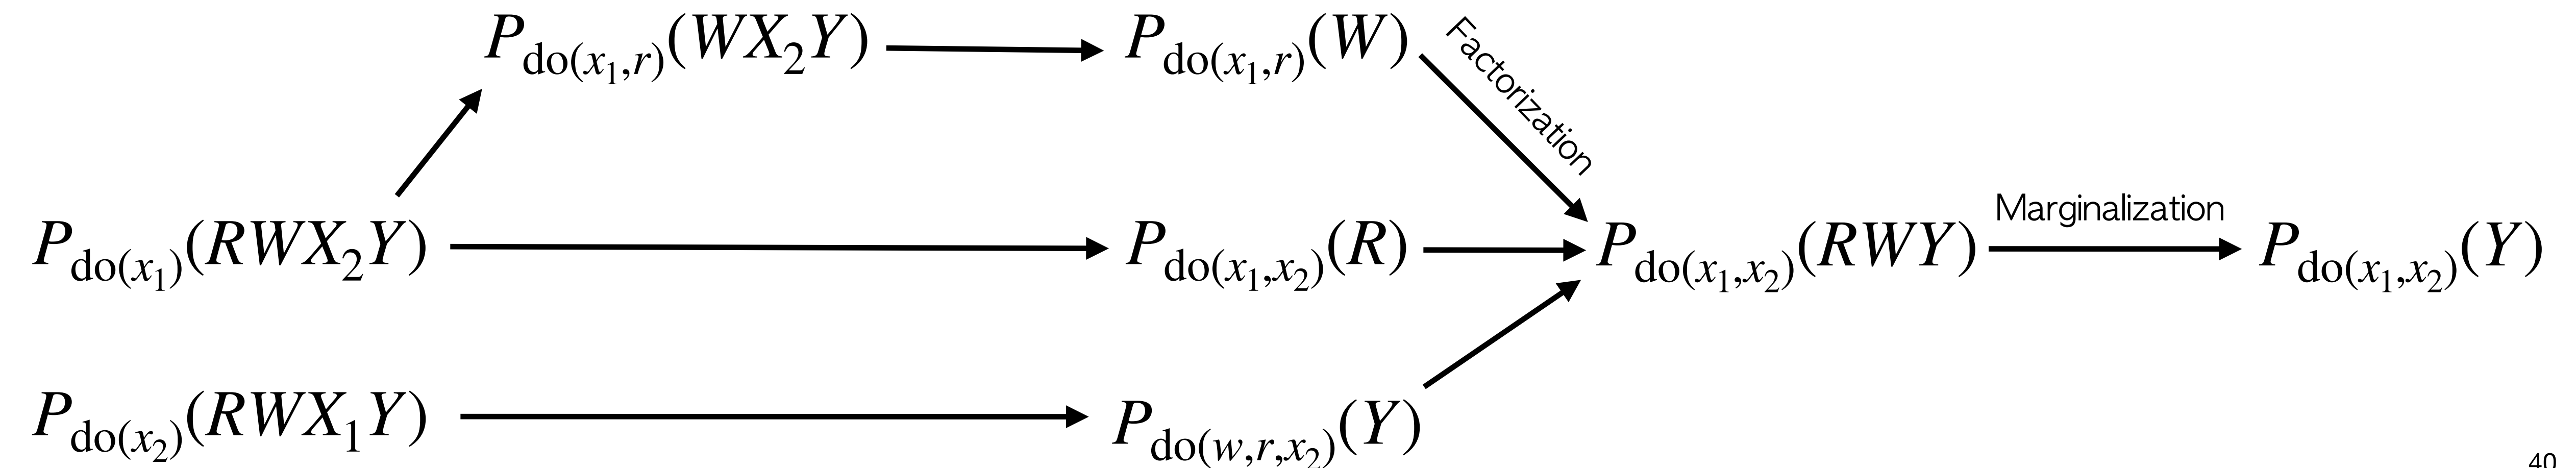 P_do(x₁,r)(WX₂Y)
P_do(x₁,r)(W)
Factorization
P_do(x₁)(RWX₂Y)
P_do(x₁,x₂)(R)
P_do(x₁,x₂)(RWY)
Marginalization
P_do(x₁,x₂)(Y)
P_do(x₂)(RWX₁Y)
P_do(w,r,x₂)(Y)
40